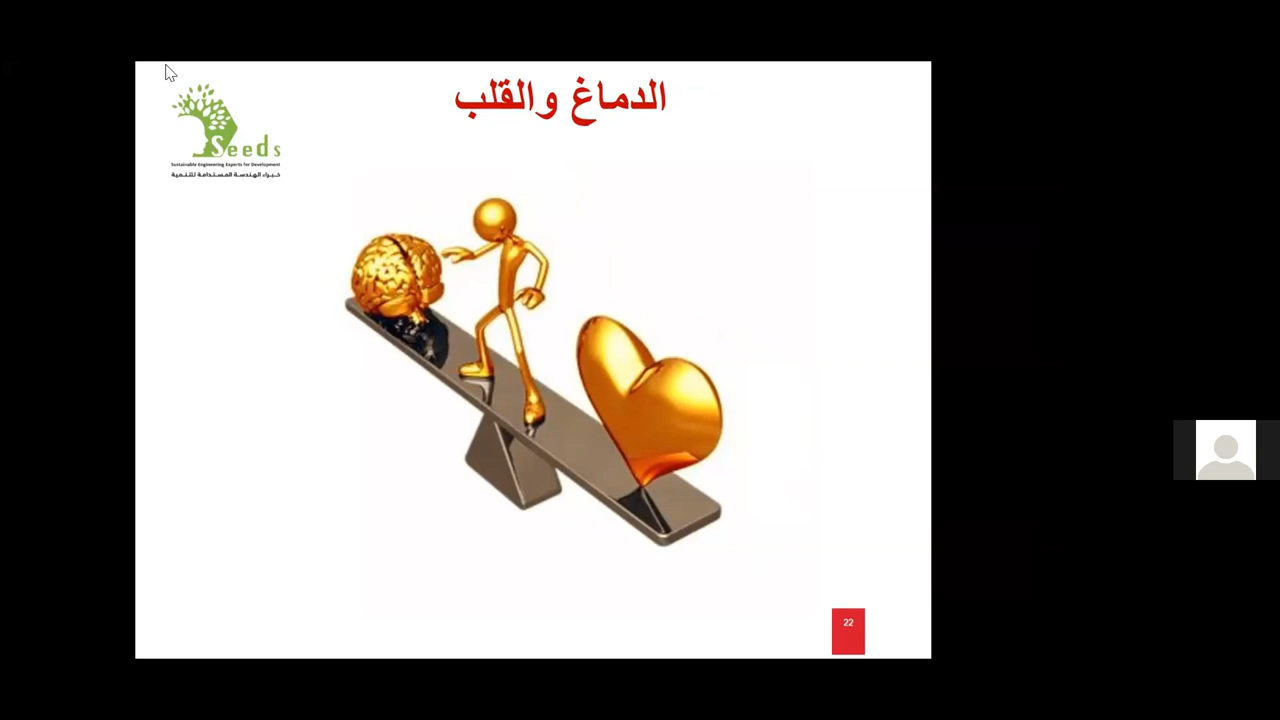 الدماغ والقلب
Seeds
Sustainable Engineering Experts for Development
خبراء الهندسة المستدامة للتنمية
22